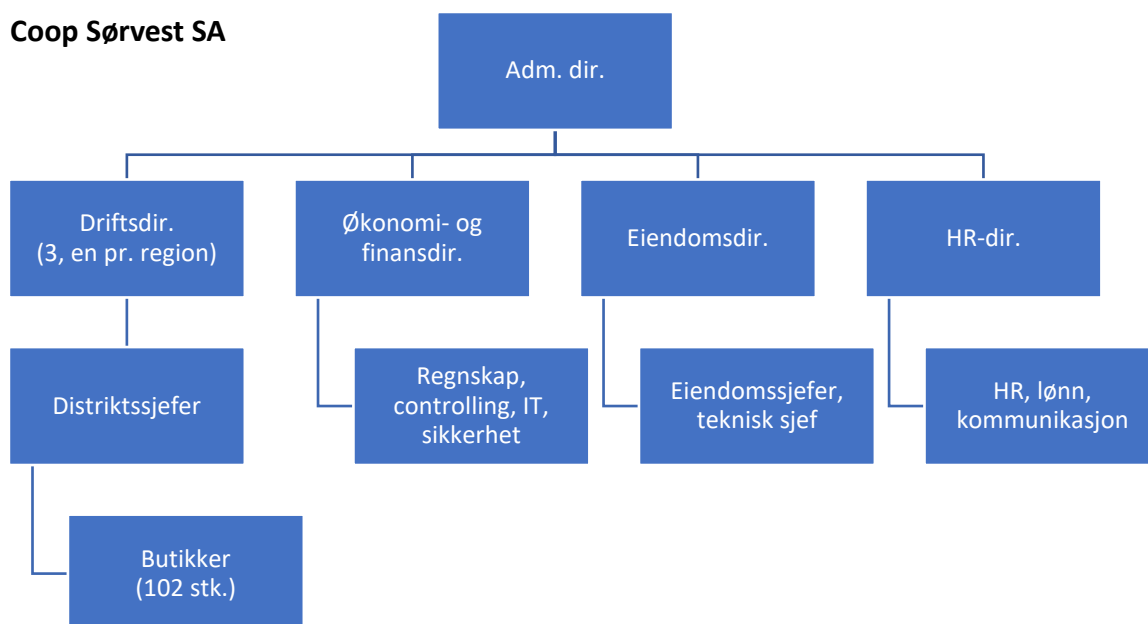 Coop Sørvest SA
Adm. dir.
Driftsdir.
(3, en pr. region)
Økonomi- og
finansdir.
Eiendomsdir.
HR-dir.
Distriktssjefer
Regnskap,
controlling, IT,
sikkerhet
Eiendomssjefer,
teknisk sjef
HR, lønn,
kommunikasjon
Butikker
(102 stk.)